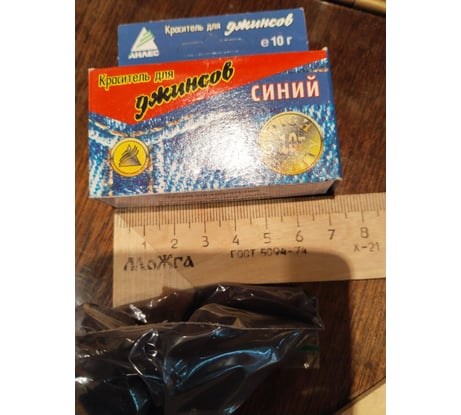 АНЛЕС
Краситель для
джинсов
е 10 г
Краситель для
джинсов
СИНИЙ
1 2 3 4 5 6 7 8
МоЖга
ГОСТ 5094-74
х-21